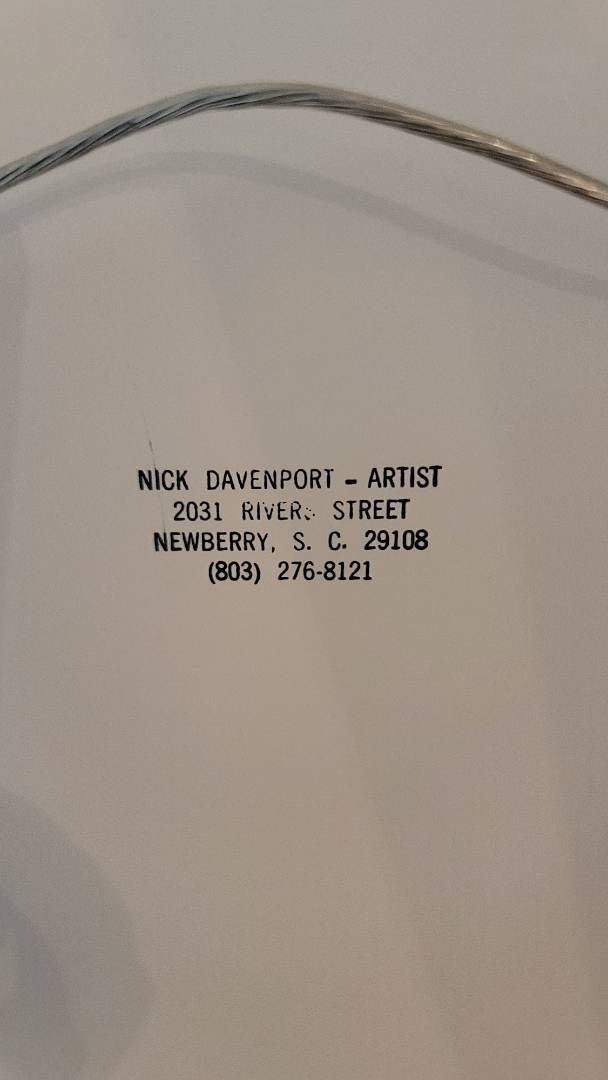 NICK DAVENPORT - ARTIST
2031 RIVERS STREET
NEWBERRY, S. C. 29108
(803) 276-8121